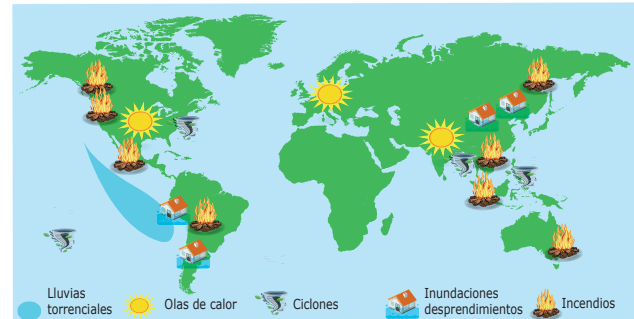 Lluvias
torrenciales
Olas de calor
Ciclones
Inundaciones
desprendimientos
Incendios